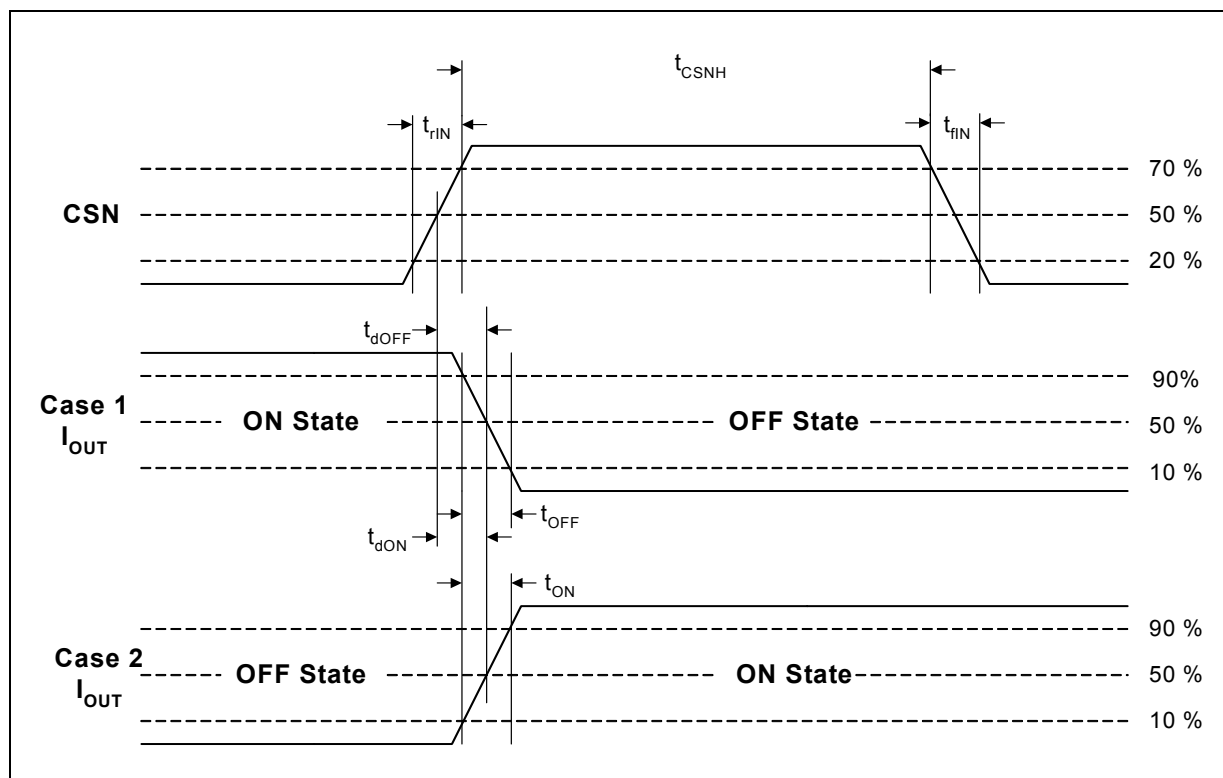 t_CSNH
t_rIN
t_fIN
70 %
CSN
50 %
20 %
t_dOFF
90%
Case 1
I_OUT
ON State
OFF State
50 %
10 %
t_OFF
t_dON
t_ON
90 %
Case 2
I_OUT
OFF State
ON State
50 %
10 %